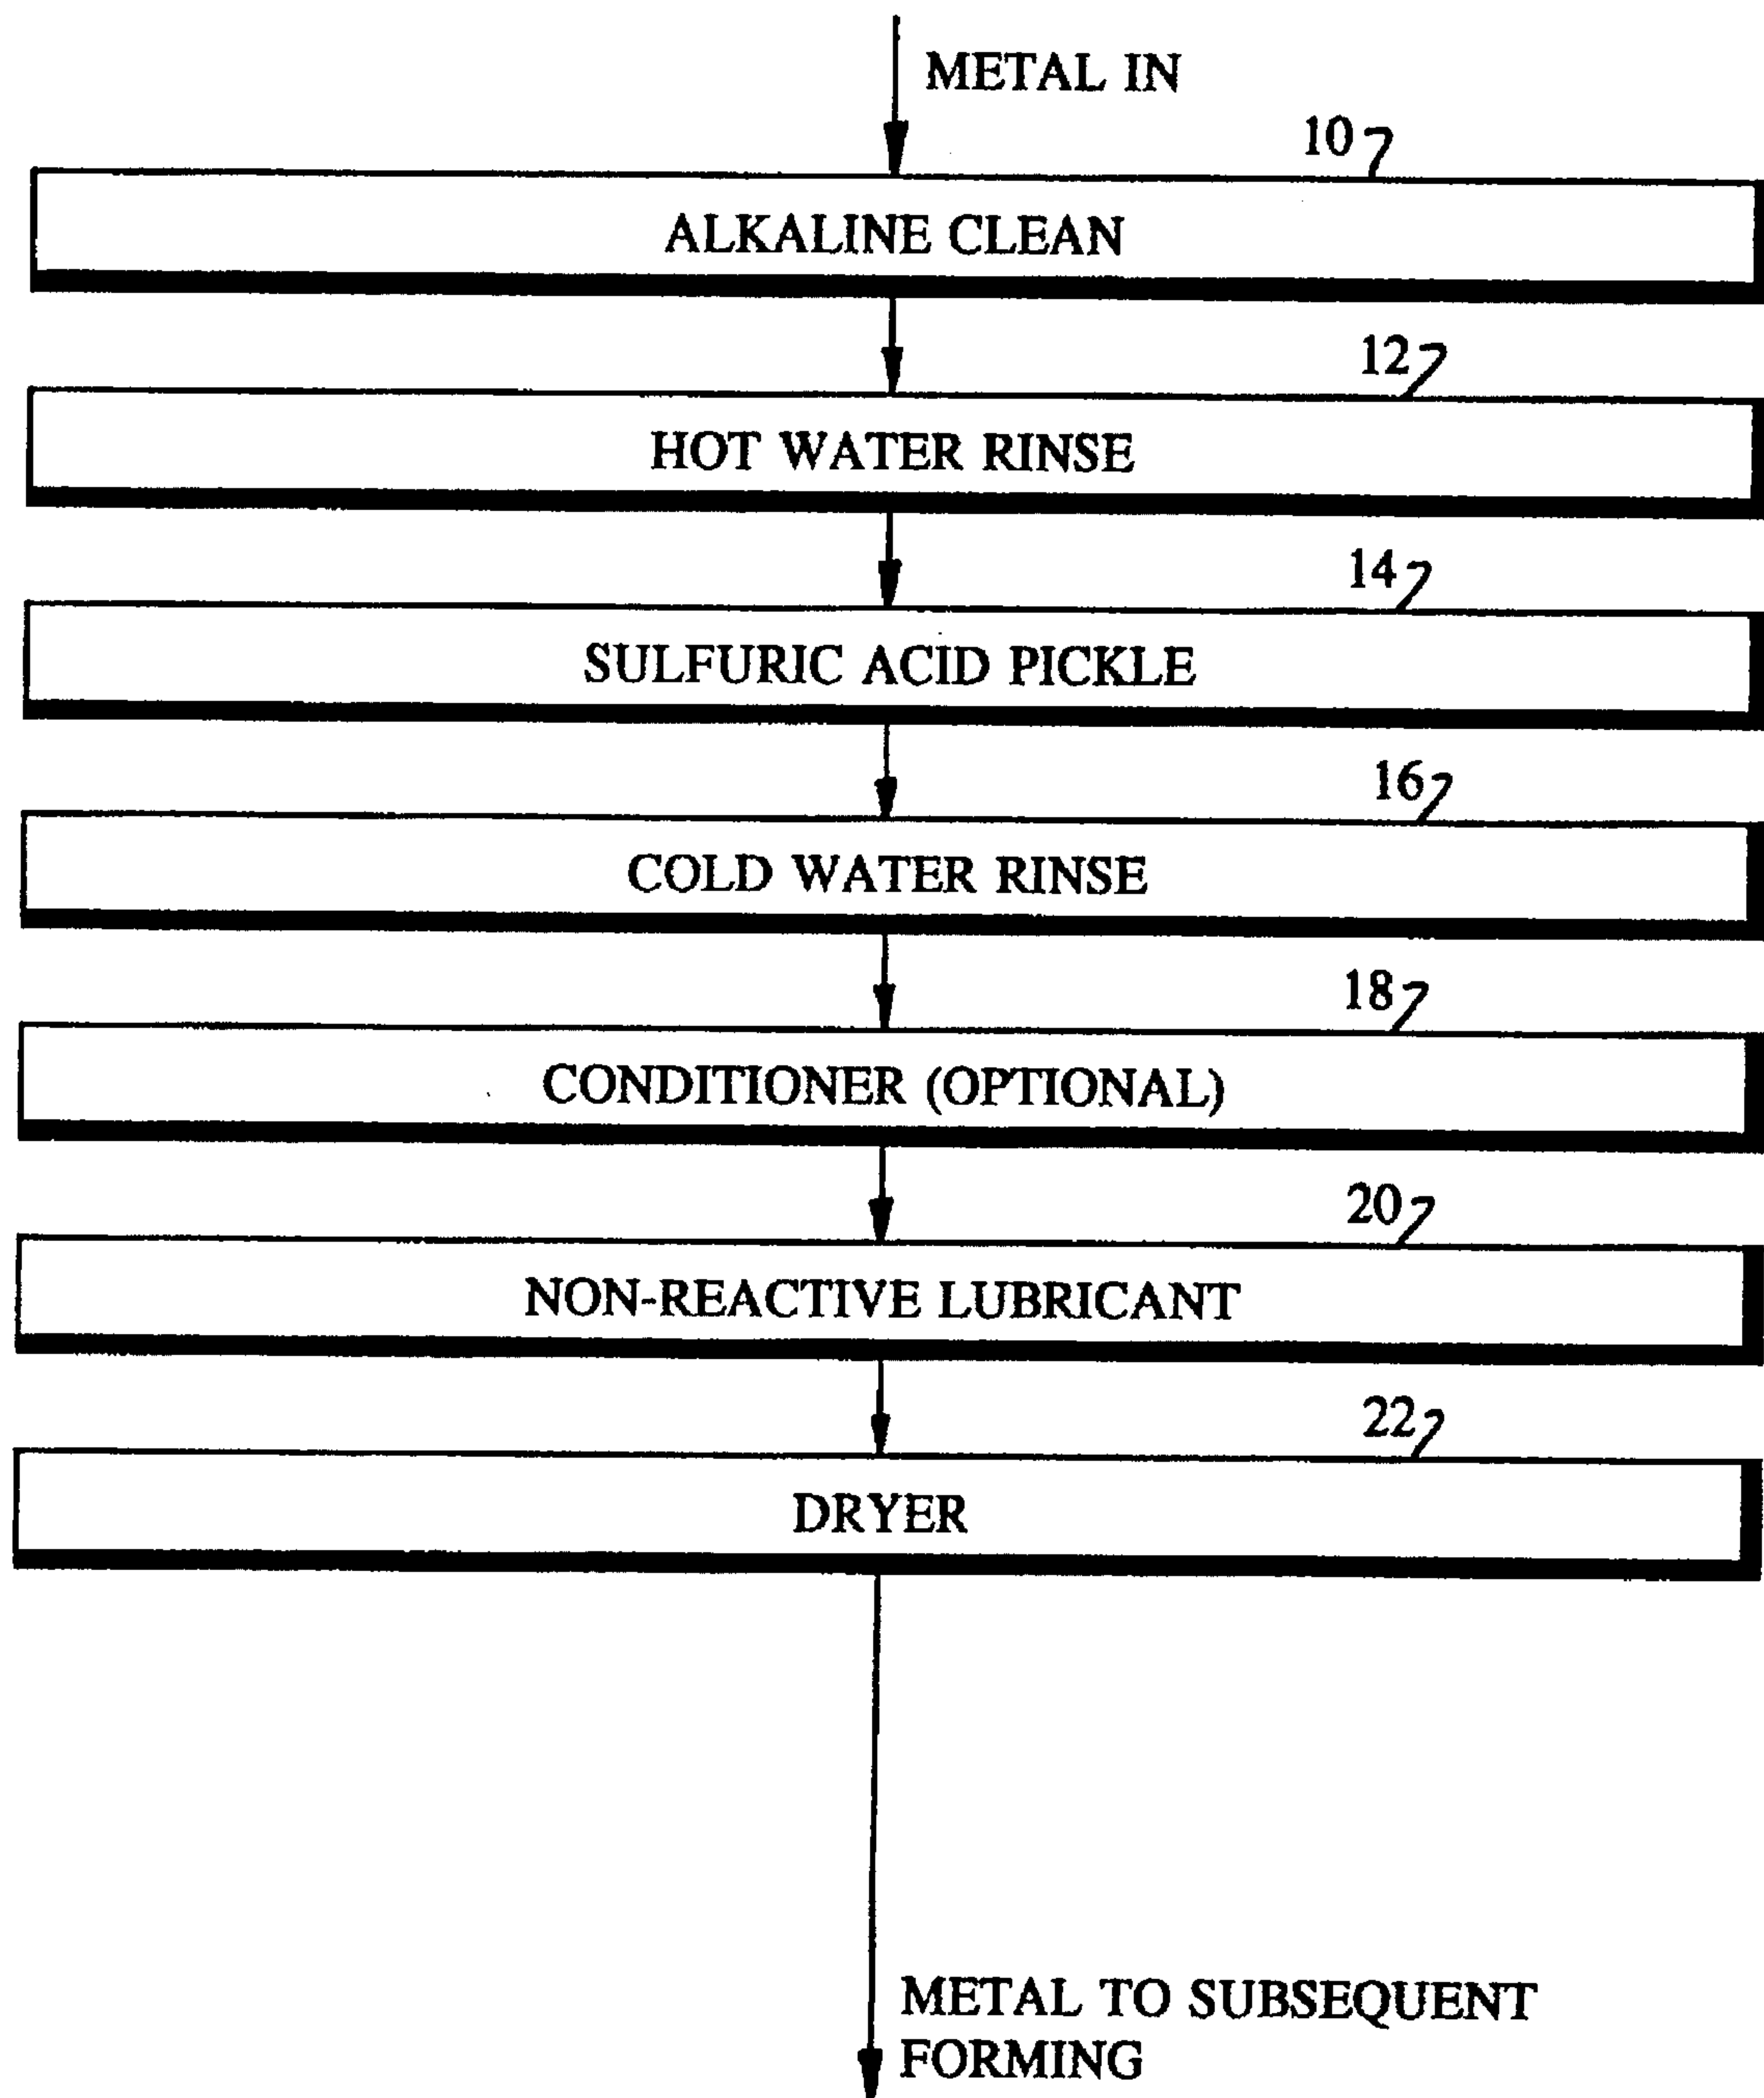 METAL IN
10
ALKALINE CLEAN
12
HOT WATER RINSE
14
SULFURIC ACID PICKLE
16
COLD WATER RINSE
18
CONDITIONER (OPTIONAL)
20
NON-REACTIVE LUBRICANT
22
DRYER
METAL TO SUBSEQUENT
FORMING